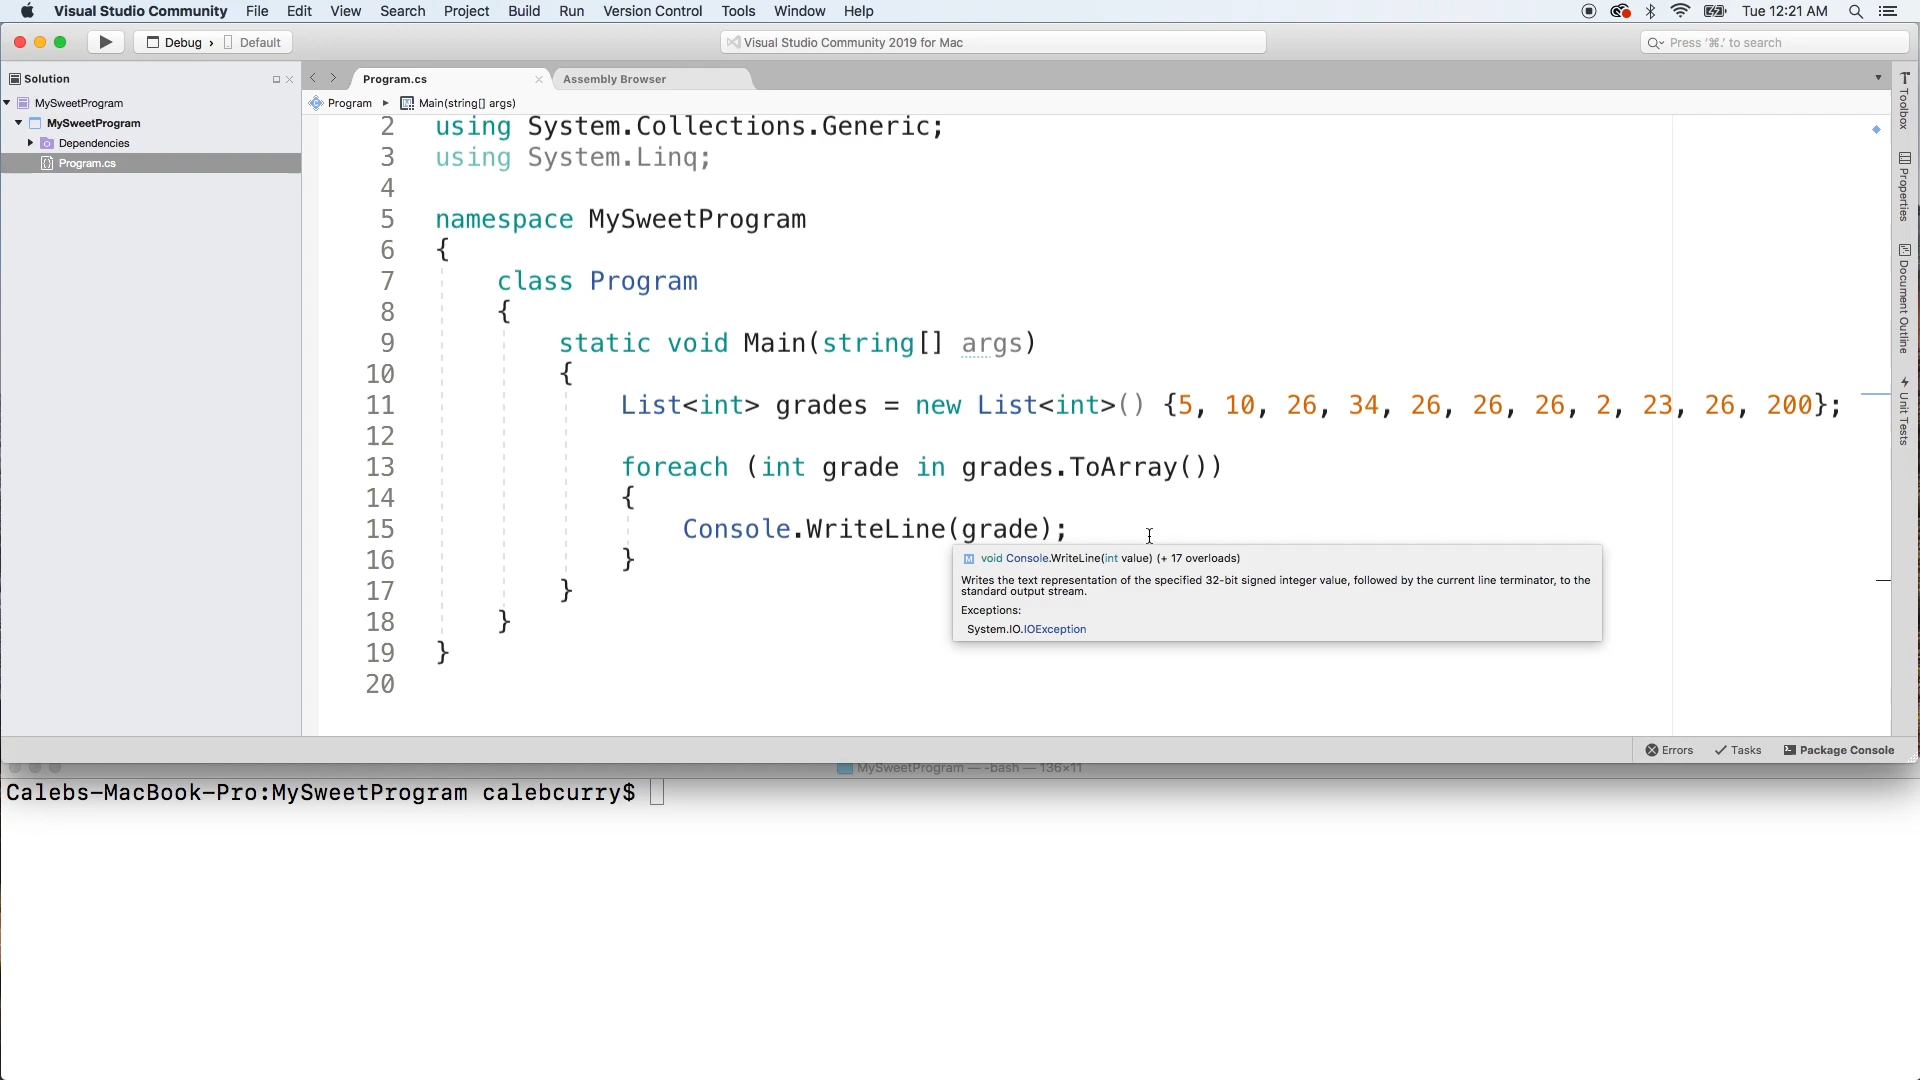 Visual Studio Community File Edit View Search Project Build Run Version Control Tools Window Help Tue 12:21 AM
Debug › Default Visual Studio Community 2019 for Mac Press '⌘.' to search
Solution Program.cs Assembly Browser
Program ▸ Main(string[] args)
MySweetProgram
MySweetProgram
Dependencies
Program.cs
2 using System.Collections.Generic;
3 using System.Linq;
4
5 namespace MySweetProgram
6 {
7 class Program
8 {
9 static void Main(string[] args)
10 {
11 List<int> grades = new List<int>() {5, 10, 26, 34, 26, 26, 26, 2, 23, 26, 200};
12
13 foreach (int grade in grades.ToArray())
14 {
15 Console.WriteLine(grade);
16 }
17 }
18 }
19 }
20
void Console.WriteLine(int value) (+ 17 overloads)
Writes the text representation of the specified 32-bit signed integer value, followed by the current line terminator, to the
standard output stream.
Exceptions:
System.IO.IOException
Toolbox
Properties
Document Outline
Unit Tests
Errors Tasks Package Console
MySweetProgram — -bash — 136×11
Calebs-MacBook-Pro:MySweetProgram calebcurry$